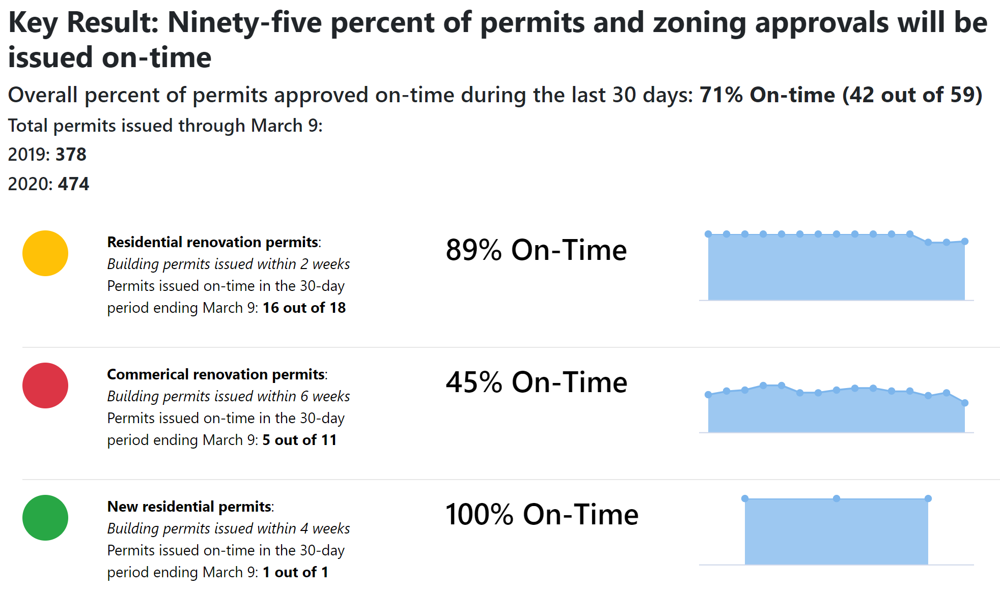 Key Result: Ninety-five percent of permits and zoning approvals will be
issued on-time
Overall percent of permits approved on-time during the last 30 days: 71% On-time (42 out of 59)
Total permits issued through March 9:
2019: 378
2020: 474
Residential renovation permits:
Building permits issued within 2 weeks
Permits issued on-time in the 30-day
period ending March 9: 16 out of 18
89% On-Time
Commerical renovation permits:
Building permits issued within 6 weeks
Permits issued on-time in the 30-day
period ending March 9: 5 out of 11
45% On-Time
New residential permits:
Building permits issued within 4 weeks
Permits issued on-time in the 30-day
period ending March 9: 1 out of 1
100% On-Time